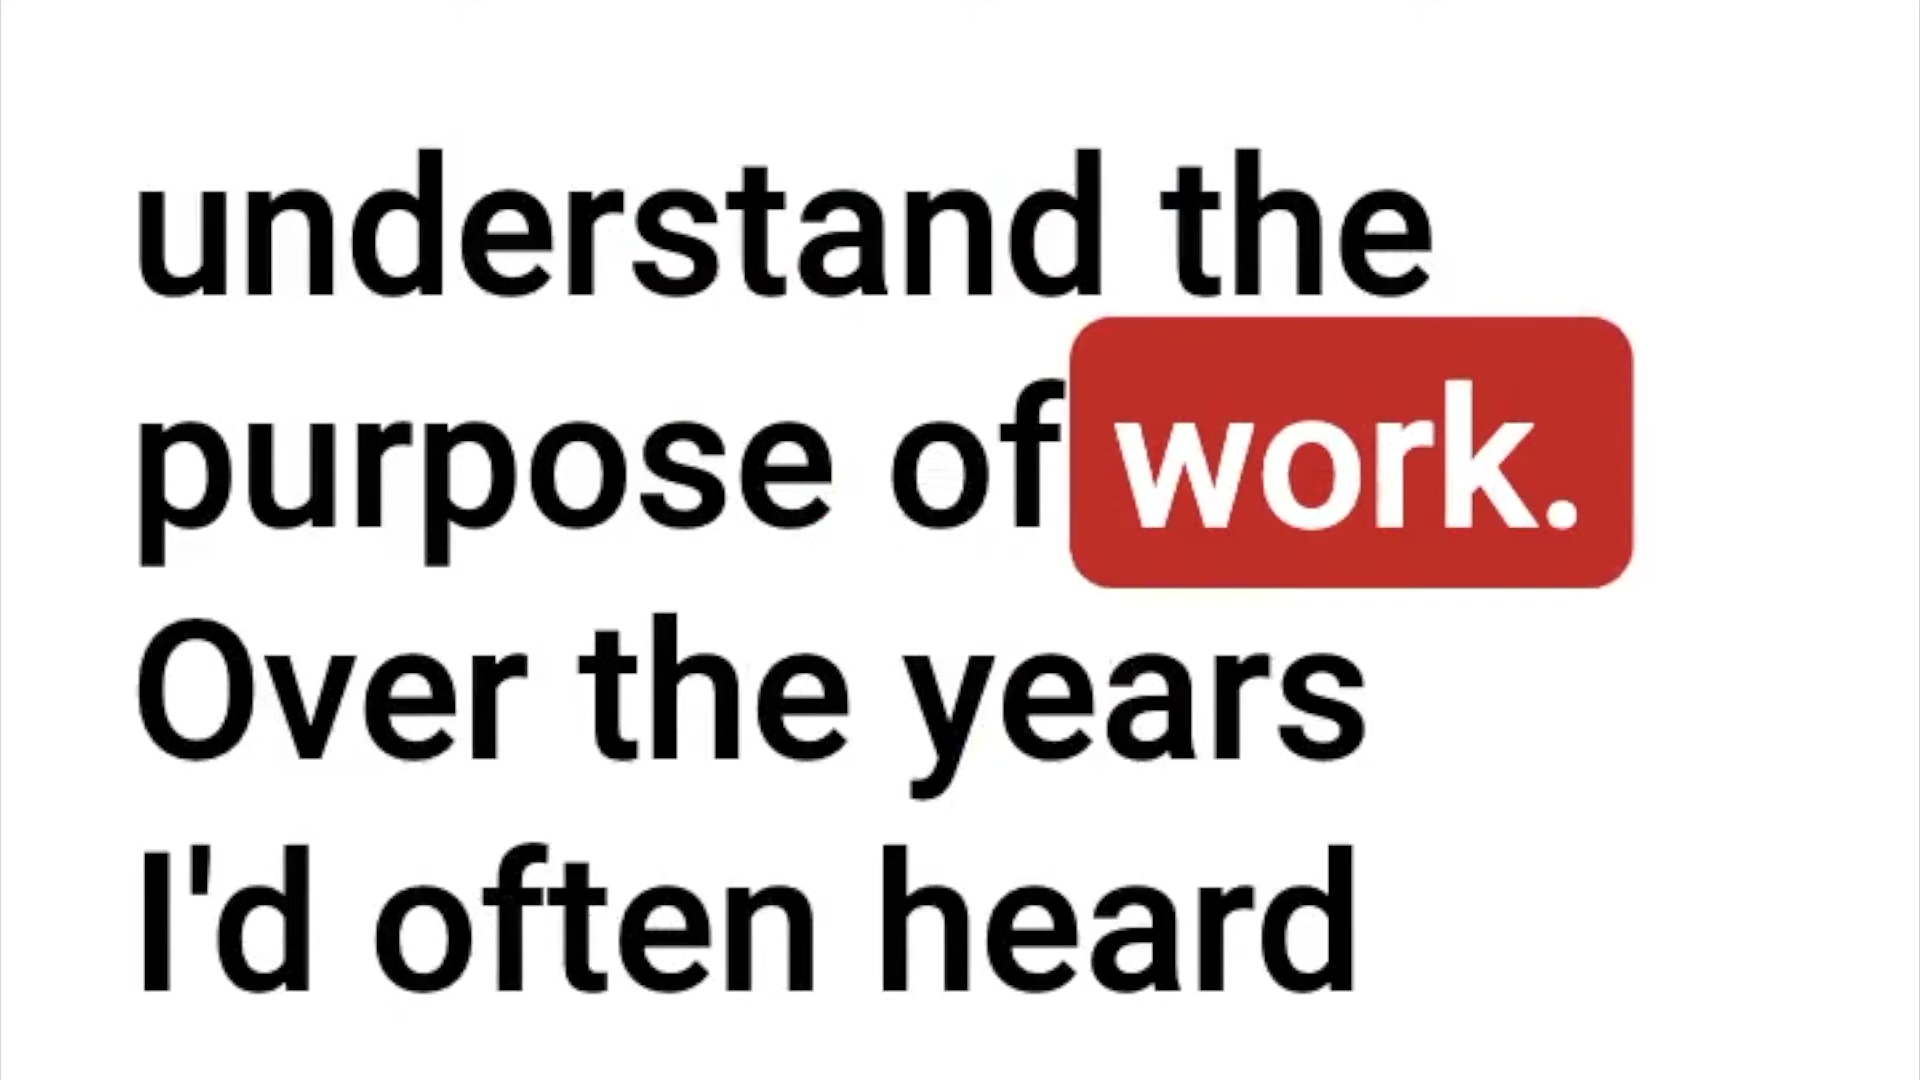 understand the
purpose of work.
Over the years
I'd often heard